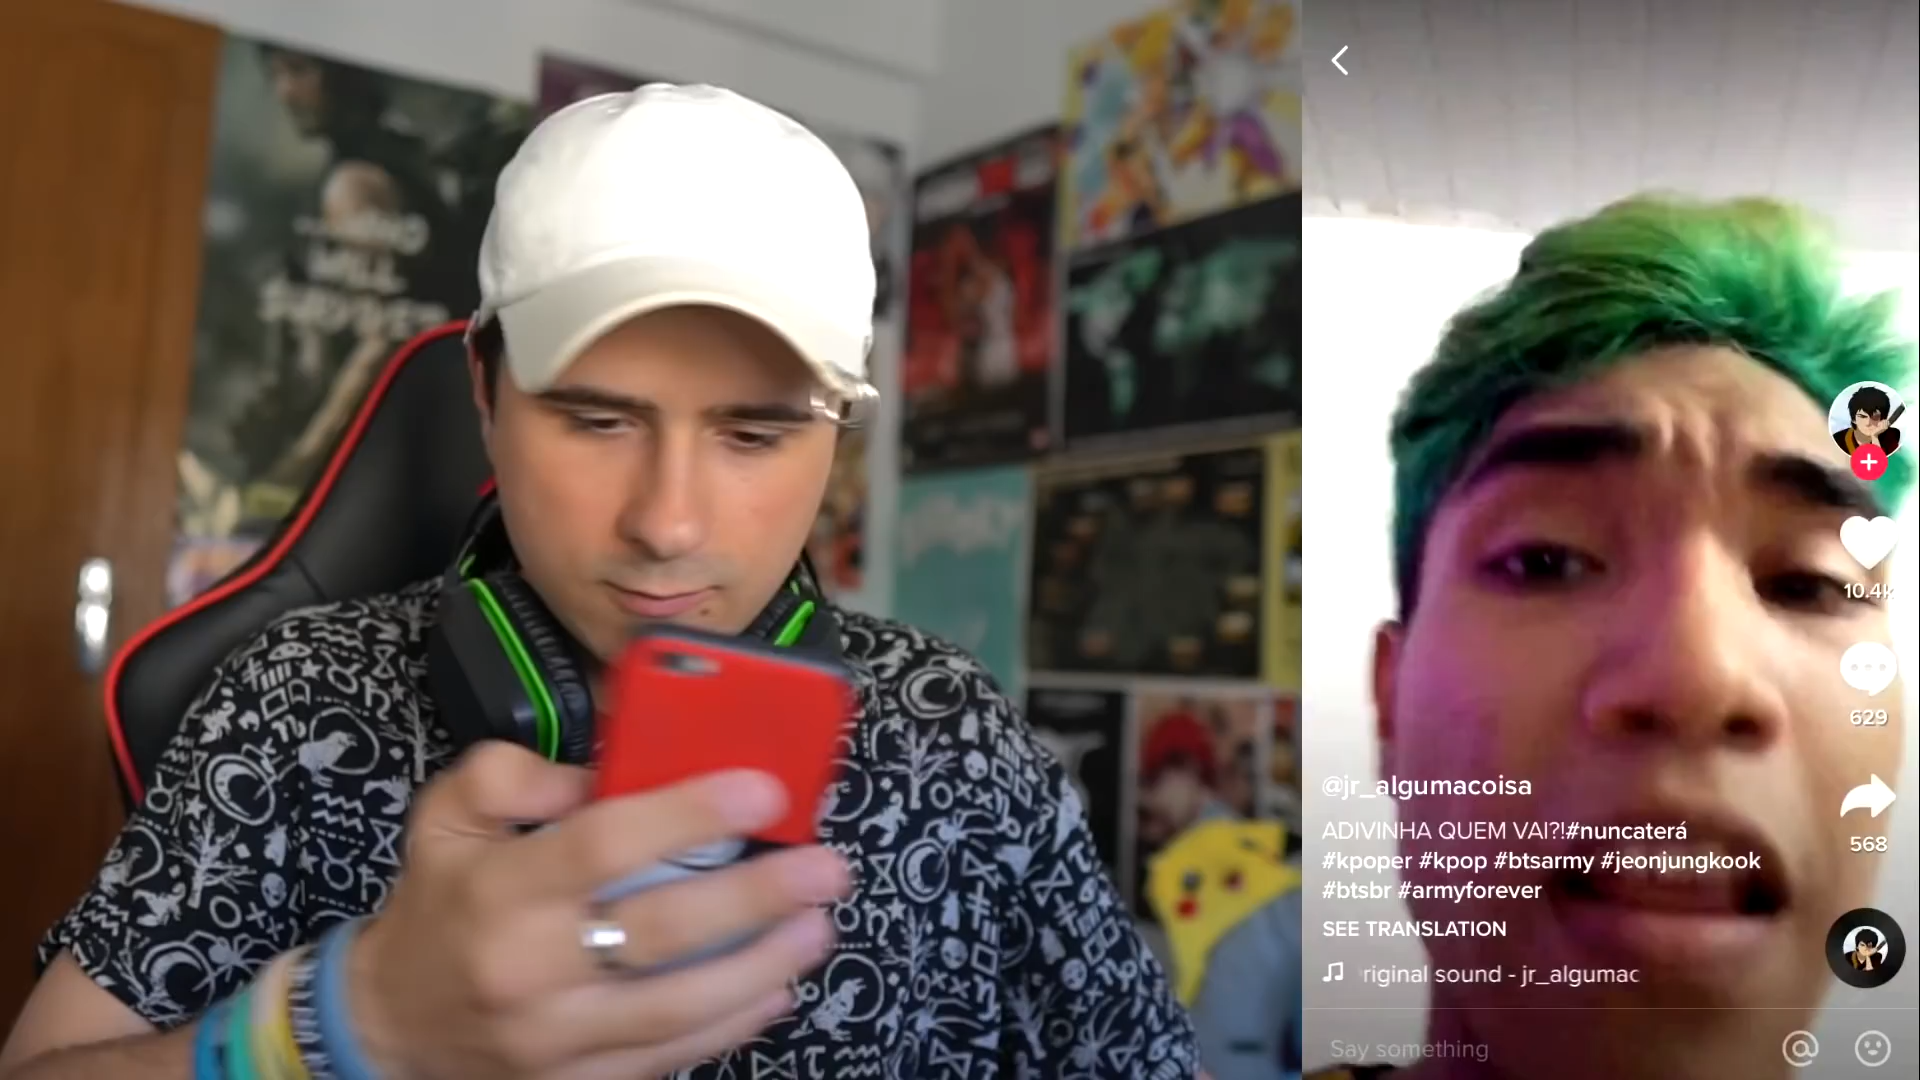 WILL
@jr_algumacoisa
ADIVINHA QUEM VAI?!#nuncaterá
#kpoper #kpop #btsarmy #jeonjungkook
#btsbr #armyforever
SEE TRANSLATION
riginal sound - jr_algumac
Say something
10.4k
629
568